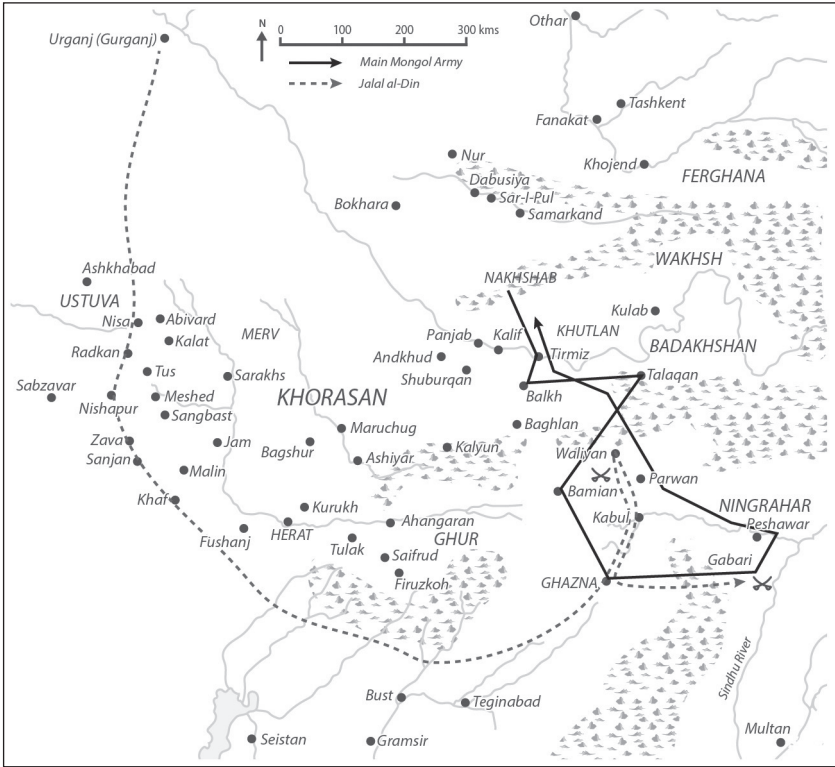 Othar
Urganj (Gurganj)
N
0 100 200 300 kms
Main Mongol Army
Jalal al-Din
Tashkent
Fanakat
Khojend
Nur
FERGHANA
Dabusiya
Sar-I-Pul
Bokhara
Samarkand
WAKHSH
Ashkhabad
NAKHSHAB
USTUVA
Kulab
Abivard
Nisa
MERV
Panjab
Kalif
KHUTLAN
Kalat
BADAKHSHAN
Radkan
Andkhud
Tirmiz
Tus
Sarakhs
Shuburqan
Talaqan
Sabzavar
Meshed
KHORASAN
Balkh
Nishapur
Sangbast
Maruchug
Baghlan
Zava
Jam
Bagshur
Kalyun
Waliyan
Sanjan
Malin
Ashiyar
Parwan
Bamian
Khaf
Kurukh
NINGRAHAR
Fushanj
HERAT
Ahangaran
Kabul
Peshawar
Tulak
GHUR
Saifrud
Gabari
Firuzkoh
GHAZNA
Sindhu River
Bust
Teginabad
Multan
Seistan
Gramsir